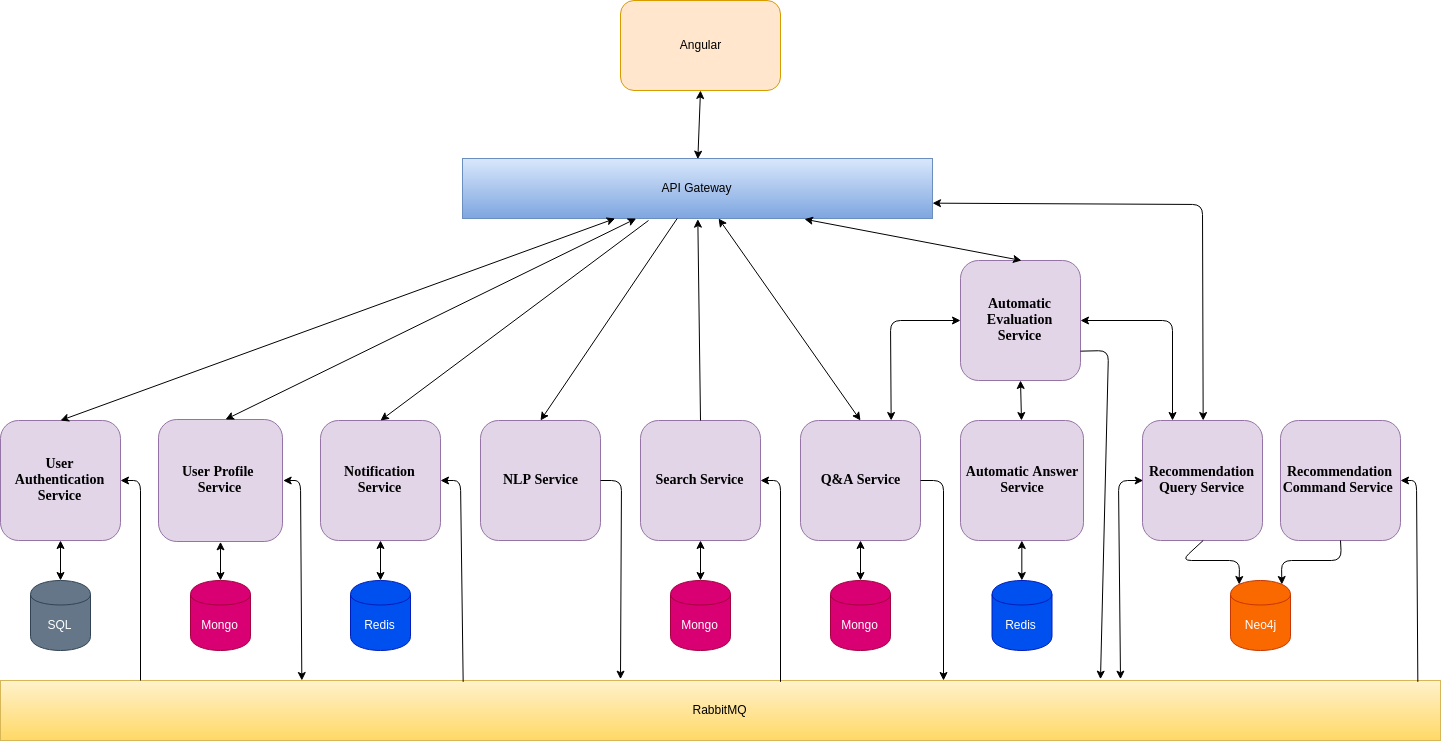 Angular
API Gateway
Automatic
Evaluation
Service
User
Authentication
Service
User Profile
Service
Notification
Service
NLP Service
Search Service
Q&A Service
Automatic Answer
Service
Recommendation
Query Service
Recommendation
Command Service
SQL
Mongo
Redis
Mongo
Mongo
Redis
Neo4j
RabbitMQ